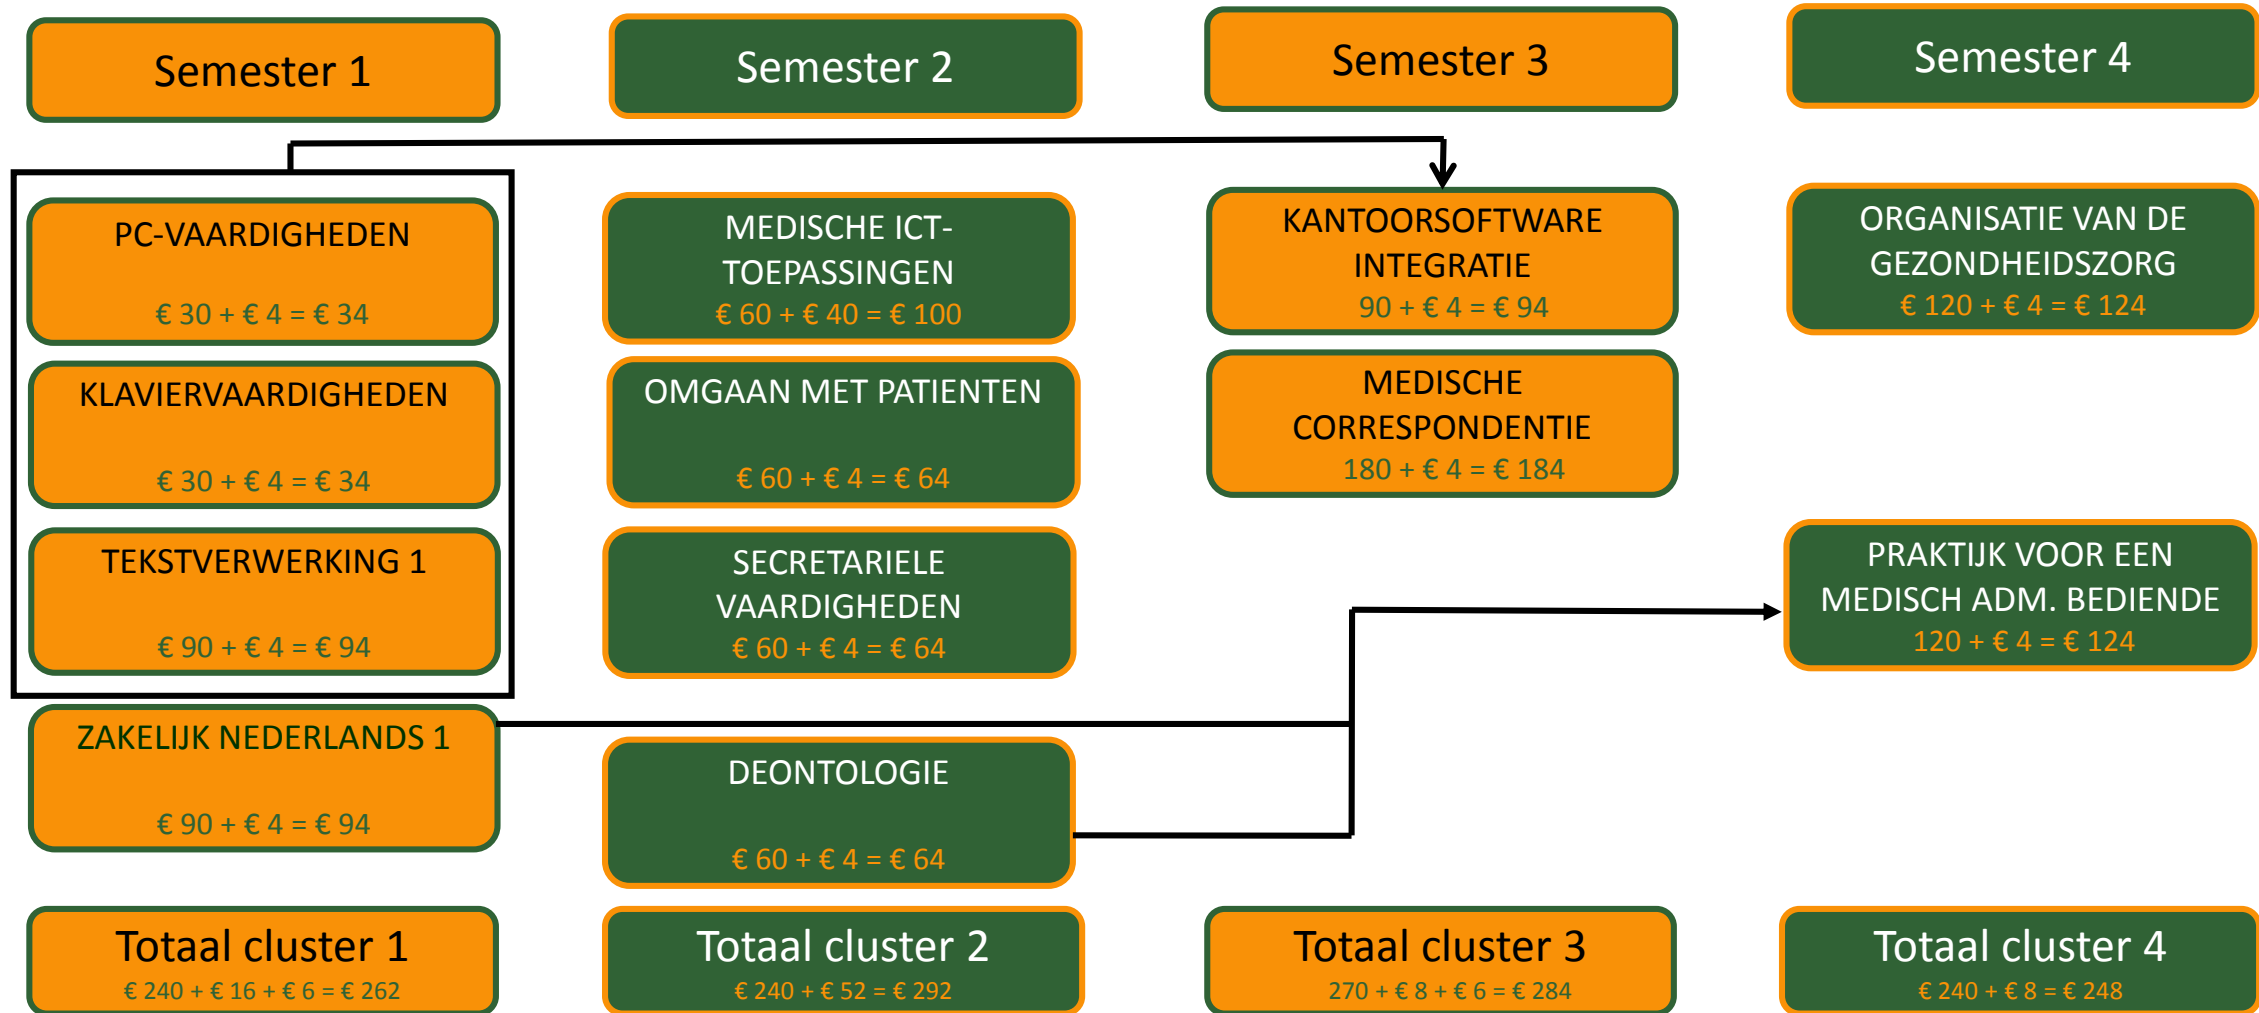 Semester 1
Semester 2
Semester 3
Semester 4
PC-VAARDIGHEDEN
€ 30 + € 4 = € 34
KLAVIERVAARDIGHEDEN
€ 30 + € 4 = € 34
TEKSTVERWERKING 1
€ 90 + € 4 = € 94
ZAKELIJK NEDERLANDS 1
€ 90 + € 4 = € 94
MEDISCHE ICT-
TOEPASSINGEN
€ 60 + € 40 = € 100
OMGAAN MET PATIENTEN
€ 60 + € 4 = € 64
SECRETARIELE
VAARDIGHEDEN
€ 60 + € 4 = € 64
DEONTOLOGIE
€ 60 + € 4 = € 64
KANTOORSOFTWARE
INTEGRATIE
90 + € 4 = € 94
MEDISCHE
CORRESPONDENTIE
180 + € 4 = € 184
ORGANISATIE VAN DE
GEZONDHEIDSZORG
€ 120 + € 4 = € 124
PRAKTIJK VOOR EEN
MEDISCH ADM. BEDIENDE
120 + € 4 = € 124
Totaal cluster 1
€ 240 + € 16 + € 6 = € 262
Totaal cluster 2
€ 240 + € 52 = € 292
Totaal cluster 3
270 + € 8 + € 6 = € 284
Totaal cluster 4
€ 240 + € 8 = € 248